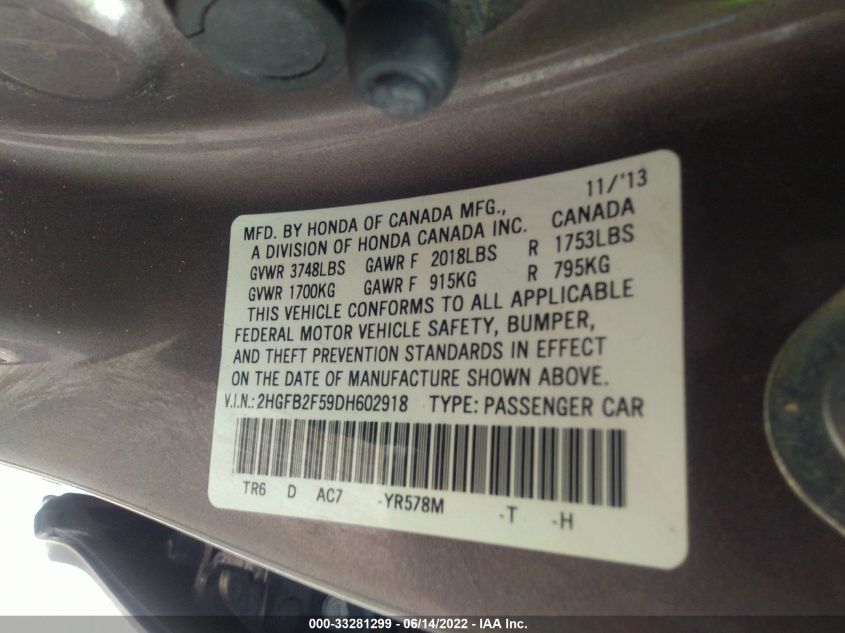 11/'13
MFD. BY HONDA OF CANADA MFG.,
A DIVISION OF HONDA CANADA INC. CANADA
GVWR 3748LBS GAWR F 2018LBS R 1753LBS
GVWR 1700KG GAWR F 915KG R 795KG
THIS VEHICLE CONFORMS TO ALL APPLICABLE
FEDERAL MOTOR VEHICLE SAFETY, BUMPER,
AND THEFT PREVENTION STANDARDS IN EFFECT
ON THE DATE OF MANUFACTURE SHOWN ABOVE.
V.I.N.: 2HGFB2F59DH602918 TYPE: PASSENGER CAR
TR6 D AC7 -YR578M -T -H
000-33281299 - 06/14/2022 - IAA Inc.